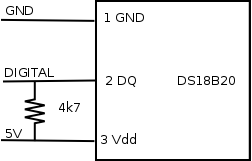 GND
1 GND
DIGITAL
2 DQ
DS18B20
4k7
5V
3 Vdd